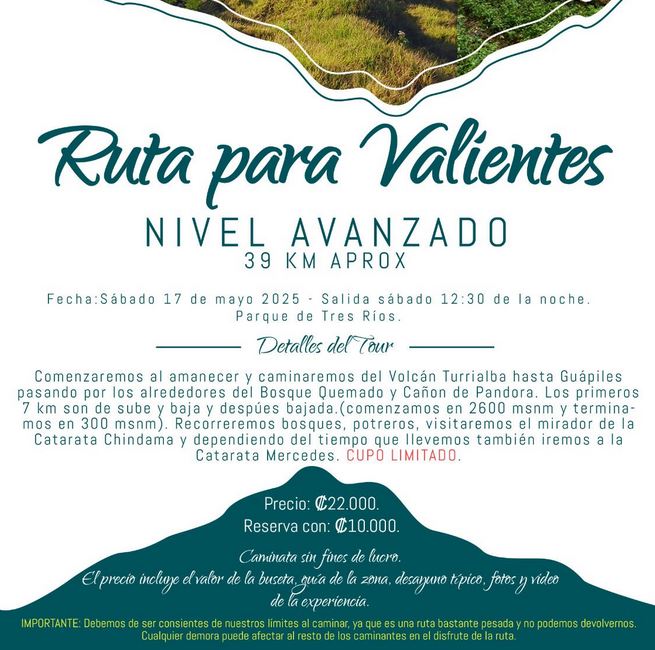 Ruta para Valientes
NIVEL AVANZADO
39 KM APROX
Fecha:Sábado 17 de mayo 2025 - Salida sábado 12:30 de la noche.
Parque de Tres Ríos.
Detalles del Tour
Comenzaremos al amanecer y caminaremos del Volcán Turrialba hasta Guápiles
pasando por los alrededores del Bosque Quemado y Cañon de Pandora. Los primeros
7 km son de sube y baja y despúes bajada.(comenzamos en 2600 msnm y termina-
mos en 300 msnm). Recorreremos bosques, potreros, visitaremos el mirador de la
Catarata Chindama y dependiendo del tiempo que llevemos también iremos a la
Catarata Mercedes. CUPO LIMITADO.
Precio: ₡22.000.
Reserva con: ₡10.000.
Caminata sin fines de lucro.
El precio incluye el valor de la buseta, guía de la zona, desayuno típico, fotos y video
de la experiencia.
IMPORTANTE: Debemos de ser consientes de nuestros límites al caminar, ya que es una ruta bastante pesada y no podemos devolvernos.
Cualquier demora puede afectar al resto de los caminantes en el disfrute de la ruta.